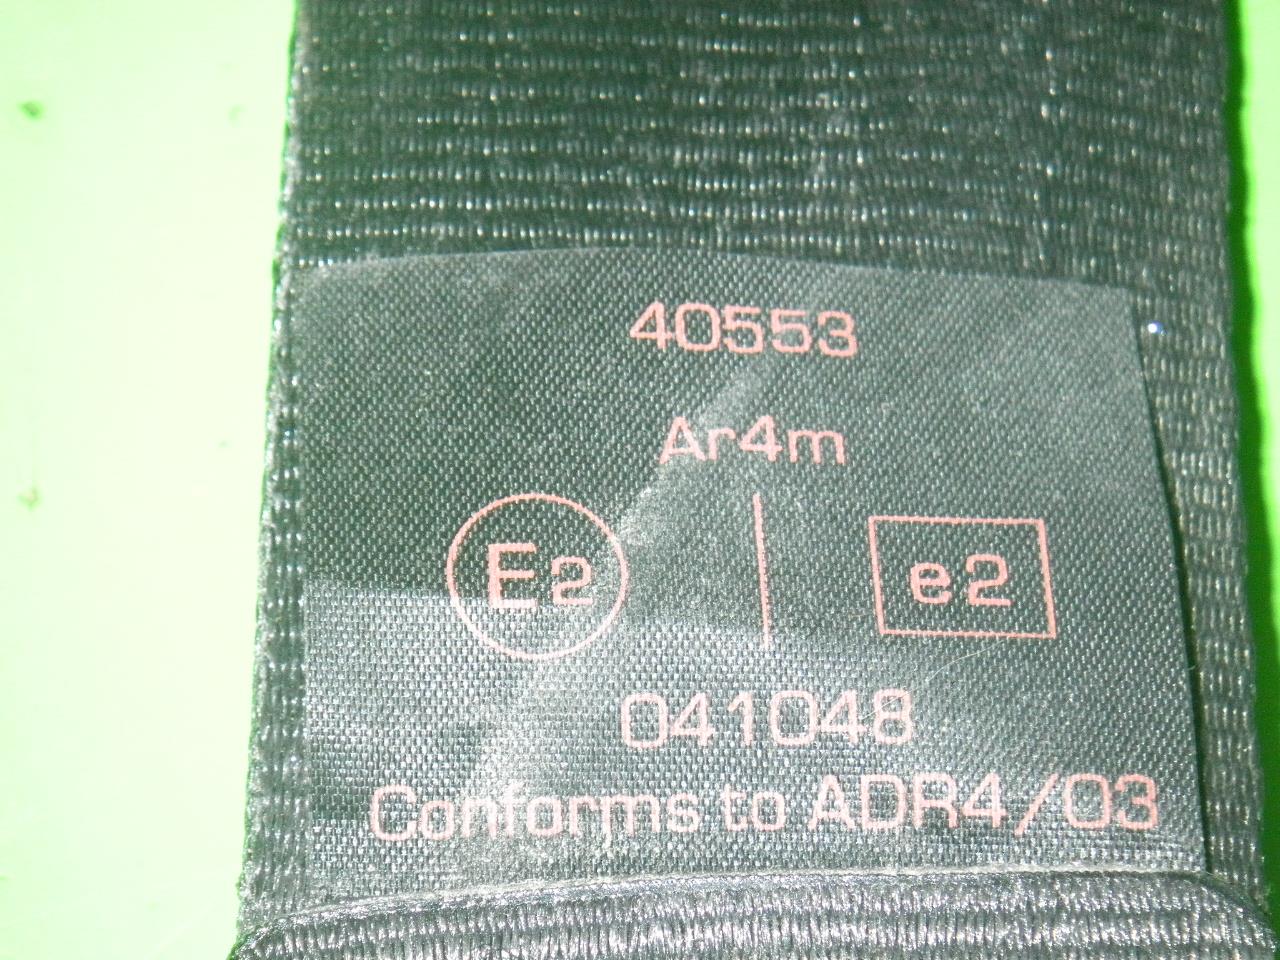 40553
Ar4m
E2 | e2
041048
Conforms to ADR4/03